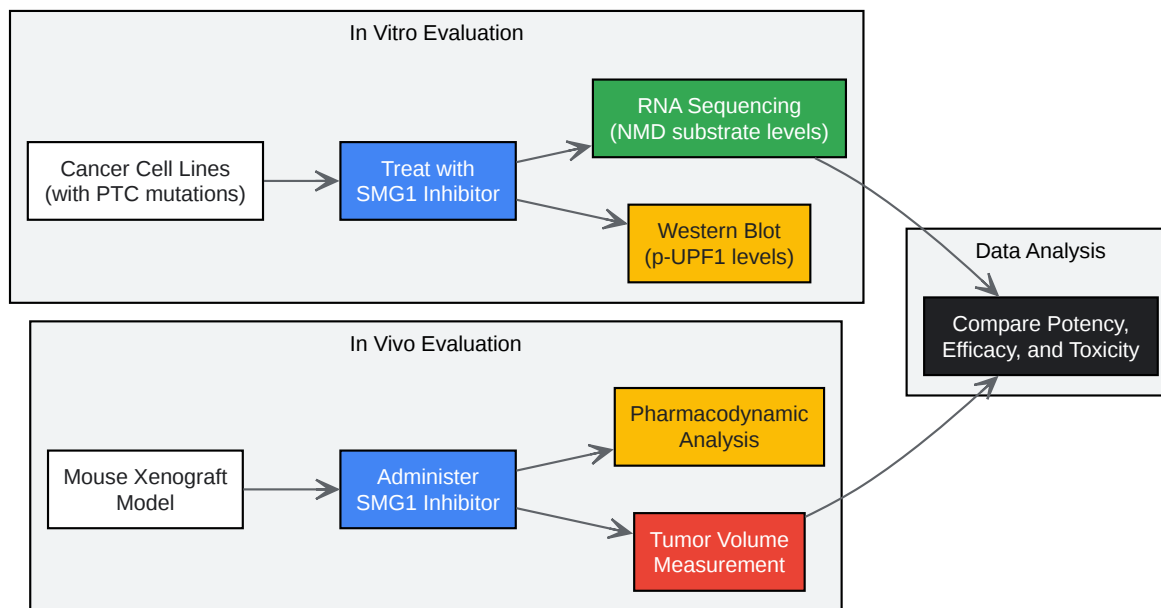 In Vitro Evaluation
RNA Sequencing
(NMD substrate levels)
Cancer Cell Lines
(with PTC mutations)
Treat with
SMG1 Inhibitor
Western Blot
(p-UPF1 levels)
Data Analysis
Compare Potency,
Efficacy, and Toxicity
In Vivo Evaluation
Pharmacodynamic
Analysis
Mouse Xenograft
Model
Administer
SMG1 Inhibitor
Tumor Volume
Measurement